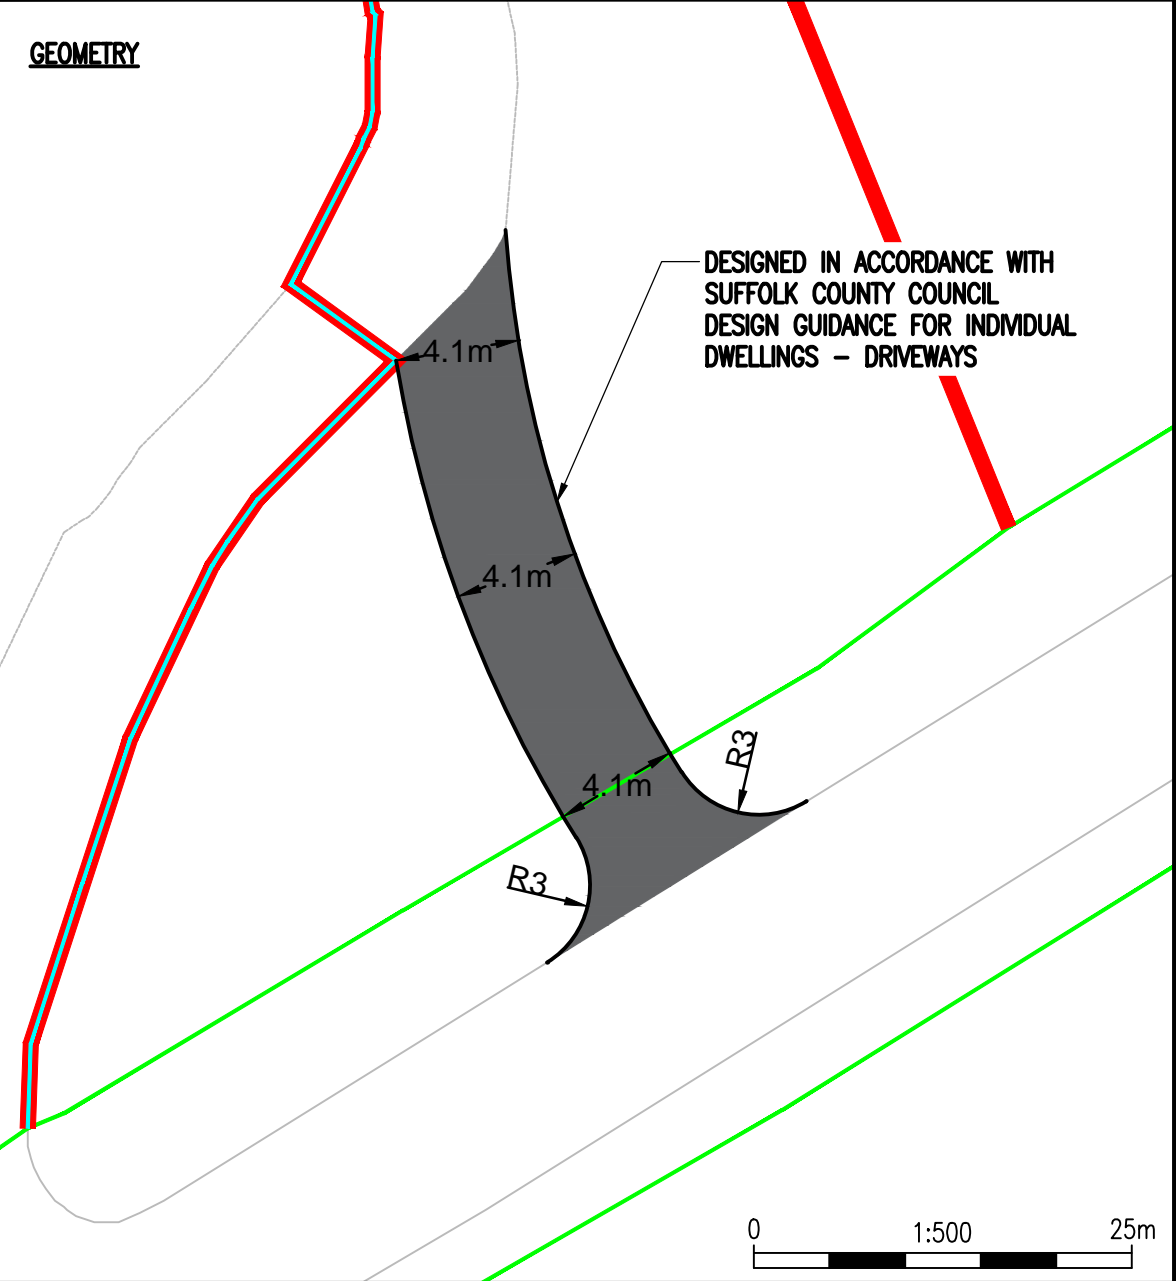 GEOMETRY
DESIGNED IN ACCORDANCE WITH
SUFFOLK COUNTY COUNCIL
DESIGN GUIDANCE FOR INDIVIDUAL
DWELLINGS – DRIVEWAYS
4.1m
4.1m
R3
4.1m
R3
0 1:500 25m